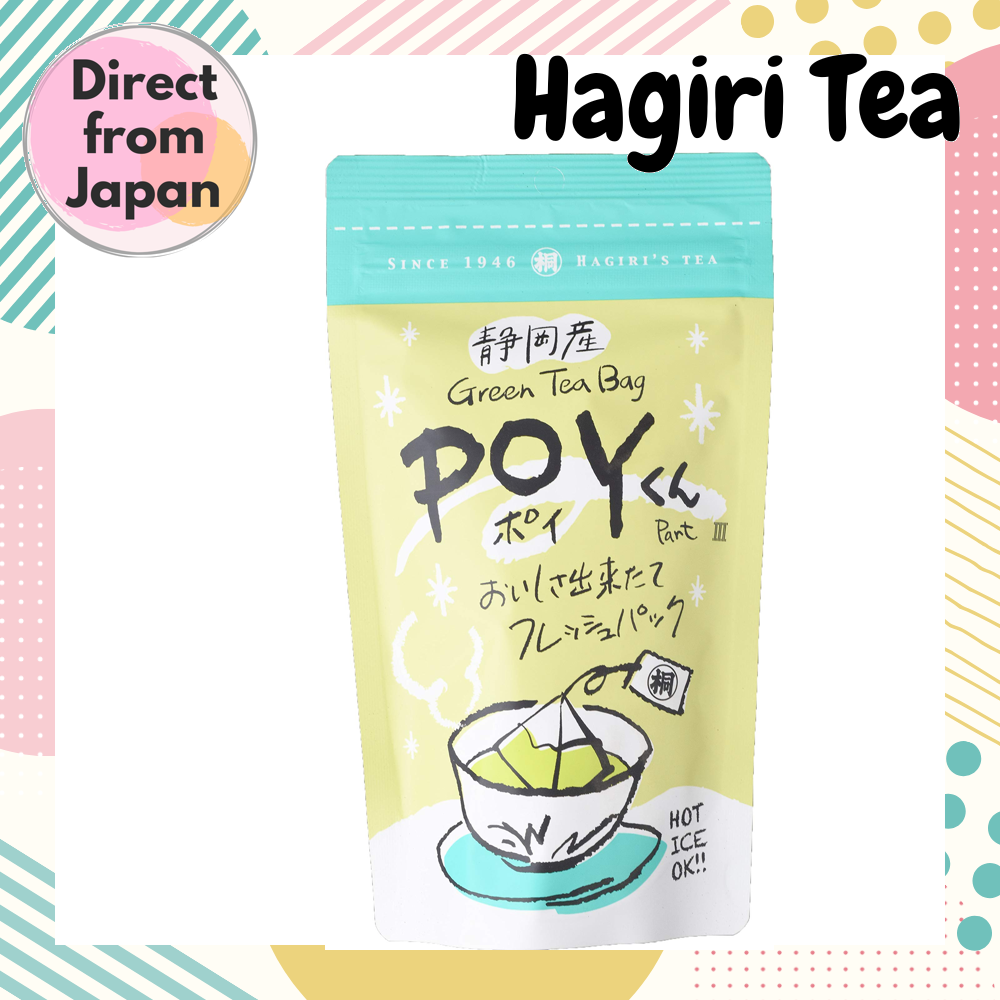 Direct
from
Japan
Hagiri Tea
SINCE 1946 桐 HAGIRI'S TEA
静岡産
Green Tea Bag
POYくん
ポイ
Part III
おいしさ出来たて
フレッシュパック
桐
HOT
ICE
OK!!